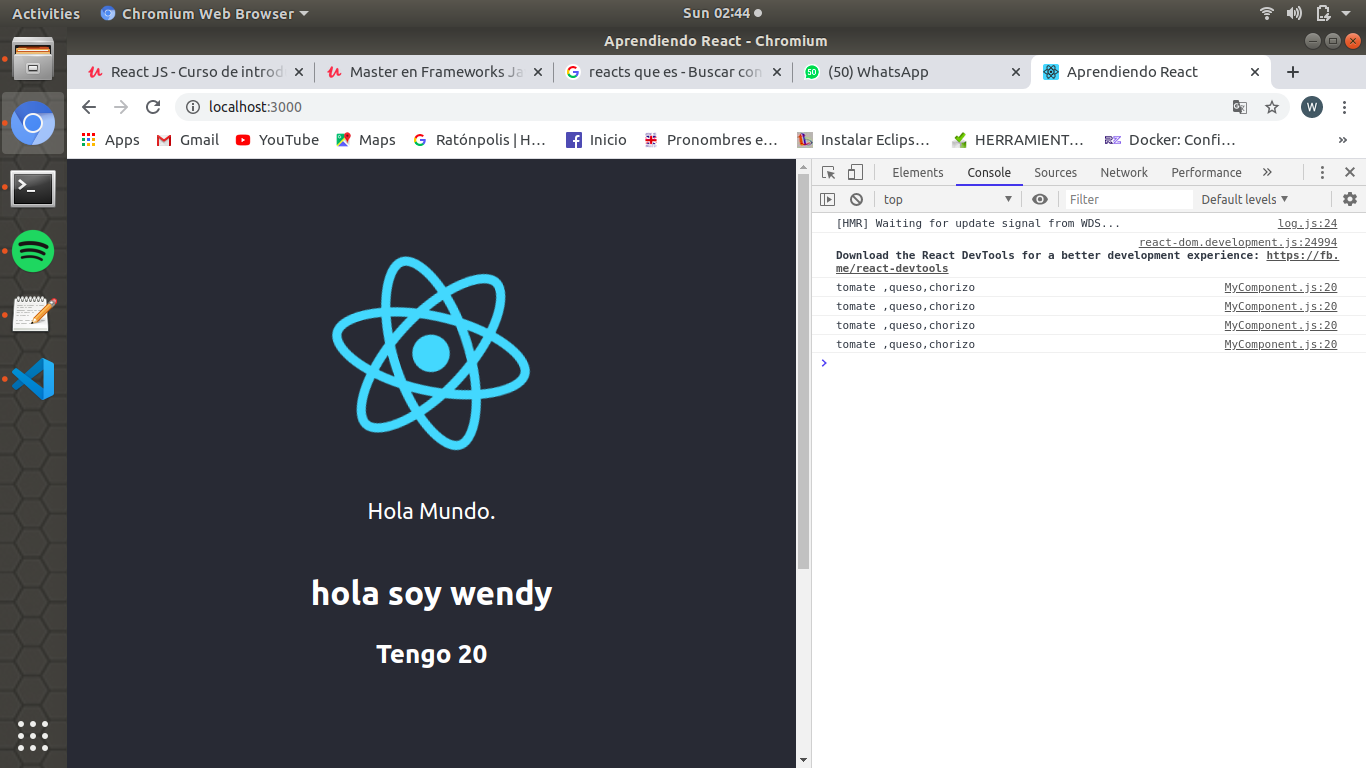 Activities Chromium Web Browser Sun 02:44
Aprendiendo React - Chromium
React JS - Curso de introd Master en Frameworks Ja reacts que es - Buscar con 50 (50) WhatsApp Aprendiendo React
localhost:3000 W
Apps Gmail YouTube Maps Ratónpolis | H... Inicio Pronombres e... Instalar Eclips... HERRAMIENT... Docker: Confi... »
Elements Console Sources Network Performance »
top Filter Default levels
[HMR] Waiting for update signal from WDS... log.js:24
react-dom.development.js:24994
Download the React DevTools for a better development experience: https://fb.
me/react-devtools
tomate ,queso,chorizo MyComponent.js:20
tomate ,queso,chorizo MyComponent.js:20
tomate ,queso,chorizo MyComponent.js:20
tomate ,queso,chorizo MyComponent.js:20
Hola Mundo.
hola soy wendy
Tengo 20